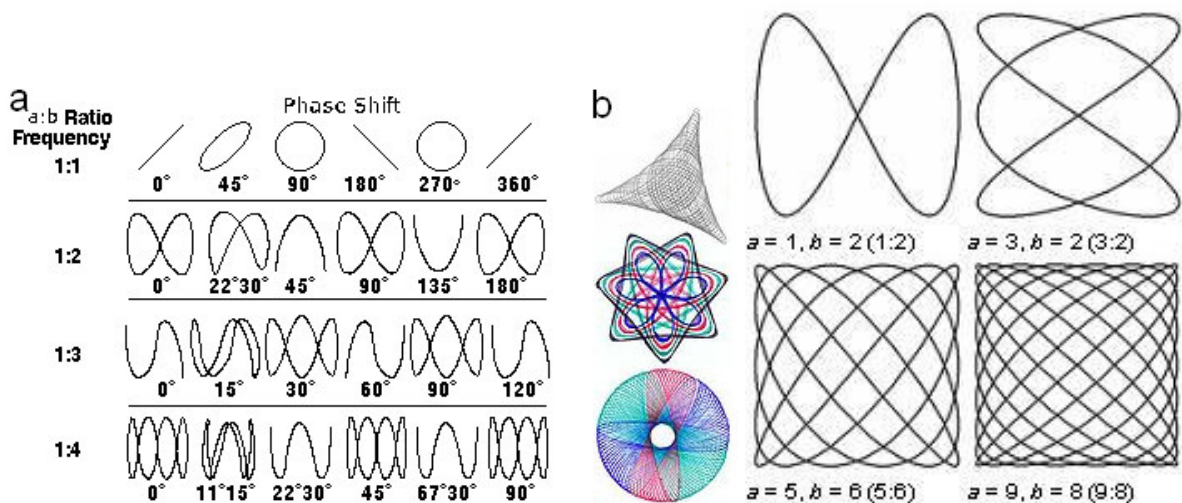 a
a:b Ratio
Frequency
Phase Shift
1:1
0° 45° 90° 180° 270° 360°
1:2
0° 22°30° 45° 90° 135° 180°
1:3
0° 15° 30° 60° 90° 120°
1:4
0° 11°15° 22°30° 45° 67°30° 90°
b
a = 1, b = 2 (1:2)
a = 3, b = 2 (3:2)
a = 5, b = 6 (5:6)
a = 9, b = 8 (9:8)